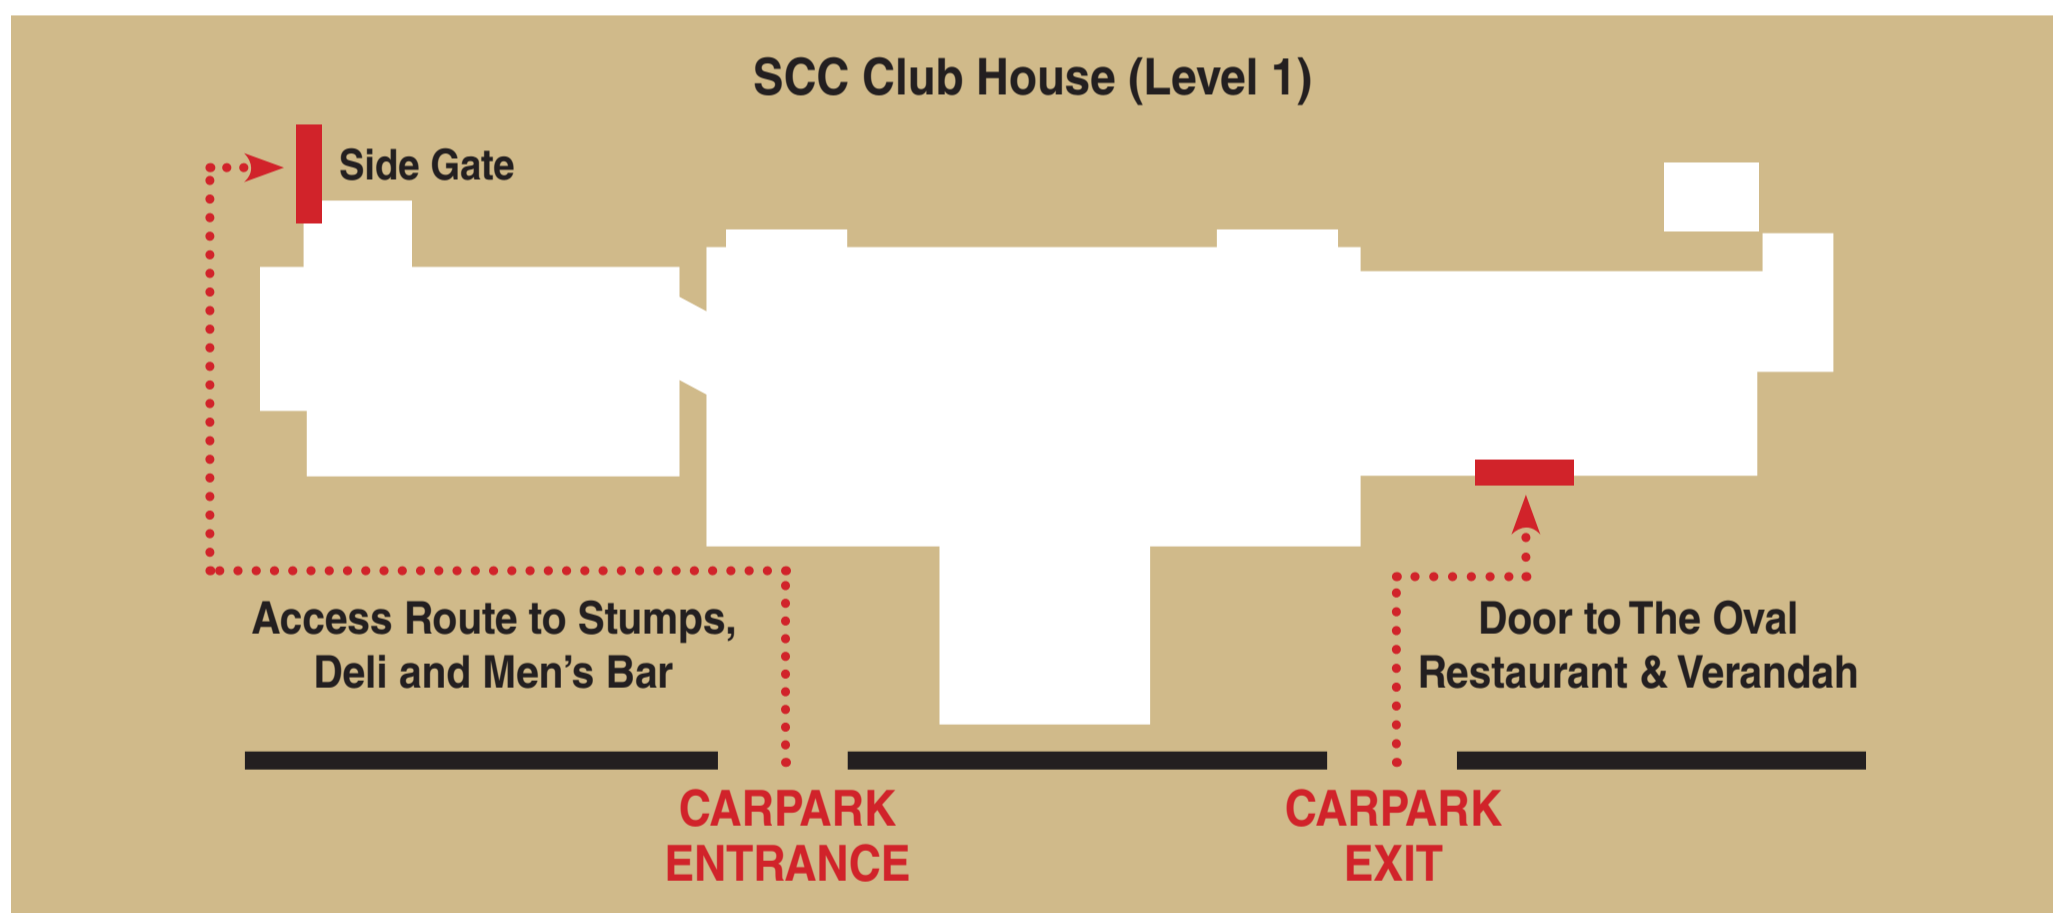 SCC Club House (Level 1)
Side Gate
Access Route to Stumps,
Deli and Men’s Bar
Door to The Oval
Restaurant & Verandah
CARPARK
ENTRANCE
CARPARK
EXIT